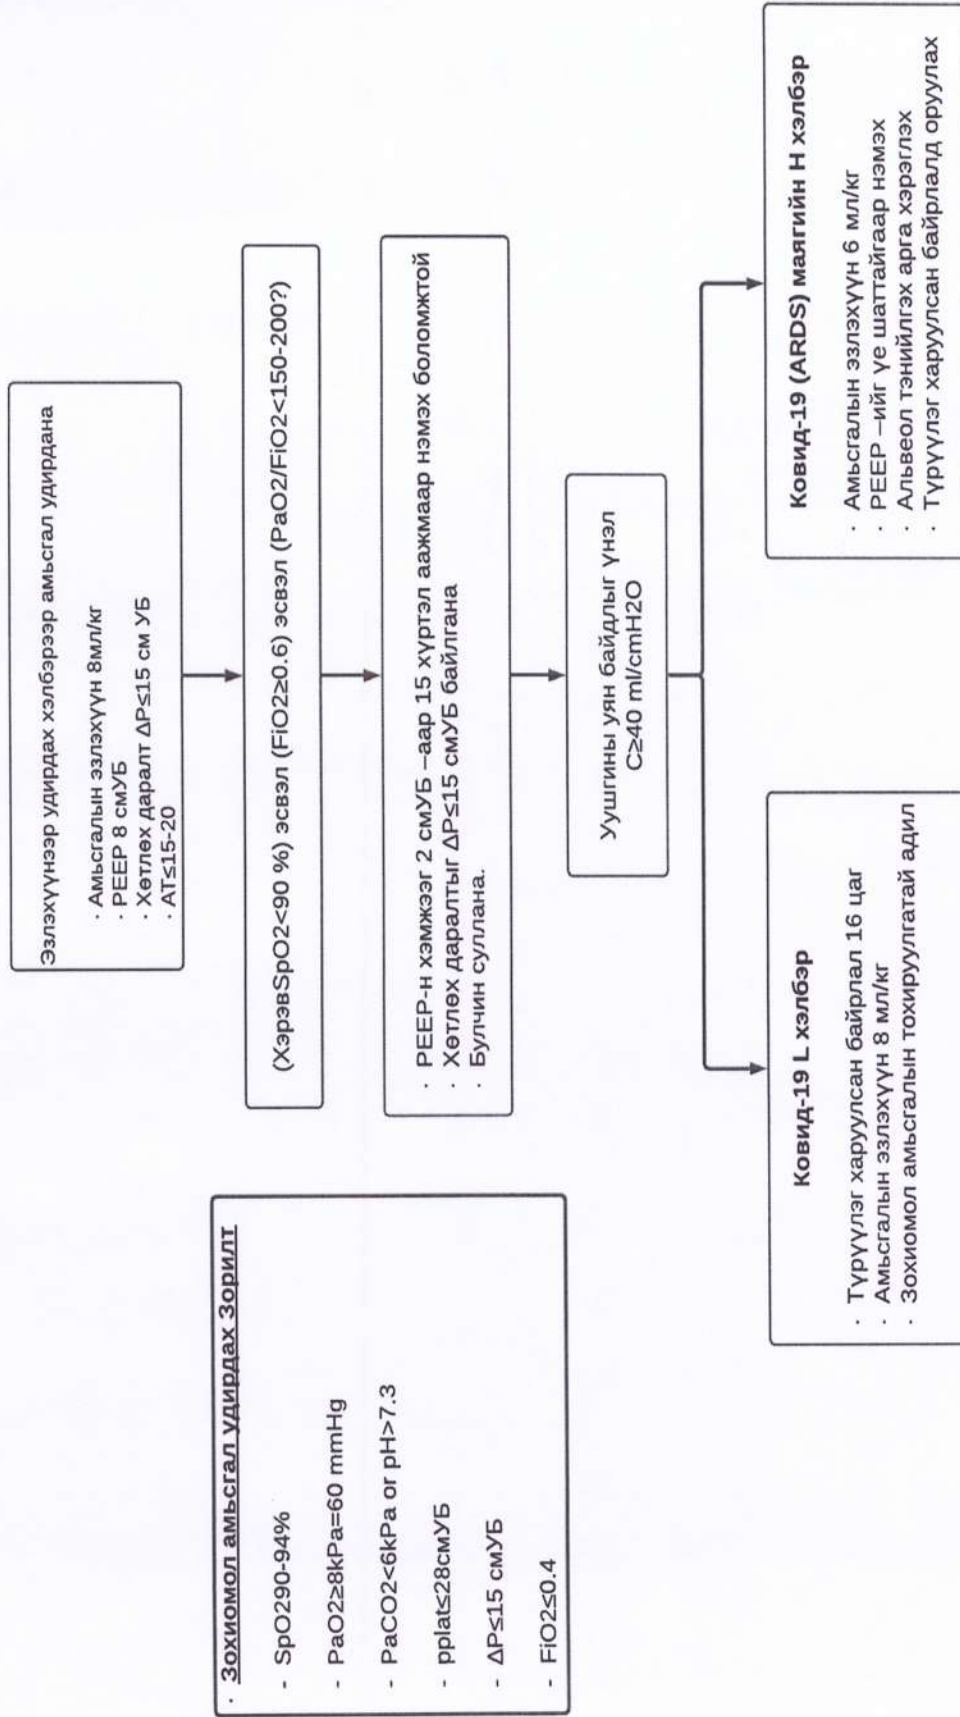 Эзлэхүүнээр удирдах хэлбэрээр амьсгал удирдана
· Амьсгалын эзлэхүүн 8мл/кг
· PEEP 8 смУБ
· Хөтлөх даралт ΔP≤15 см УБ
· AT≤15-20
(ХэрэвSpO2<90 %) эсвэл (FiO2≥0.6) эсвэл (PaO2/FiO2<150-200?)
· PEEP-н хэмжээг 2 смУБ –аар 15 хүртэл аажмаар нэмэх боломжтой
· Хөтлөх даралтыг ΔP≤15 смУБ байлгана
· Булчин суллана.
Уушгины уян байдлыг үнэл
C≥40 ml/cmH2O
· Зохиомол амьсгал удирдах Зорилт
- SpO290-94%
- PaO2≥8kPa=60 mmHg
- PaCO2<6kPa or pH>7.3
- pplat≤28смУБ
- ΔP≤15 смУБ
- FiO2≤0.4
Ковид-19 L хэлбэр
· Түрүүлэг харуулсан байрлал 16 цаг
· Амьсгалын эзлэхүүн 8 мл/кг
· Зохиомол амьсгалын тохируулгатай адил
Ковид-19 (ARDS) маягийн H хэлбэр
· Амьсгалын эзлэхүүн 6 мл/кг
· PEEP –ийг үе шаттайгаар нэмэх
· Альвеол тэнийлгэх арга хэрэглэх
· Түрүүлэг харуулсан байрлалд оруулах